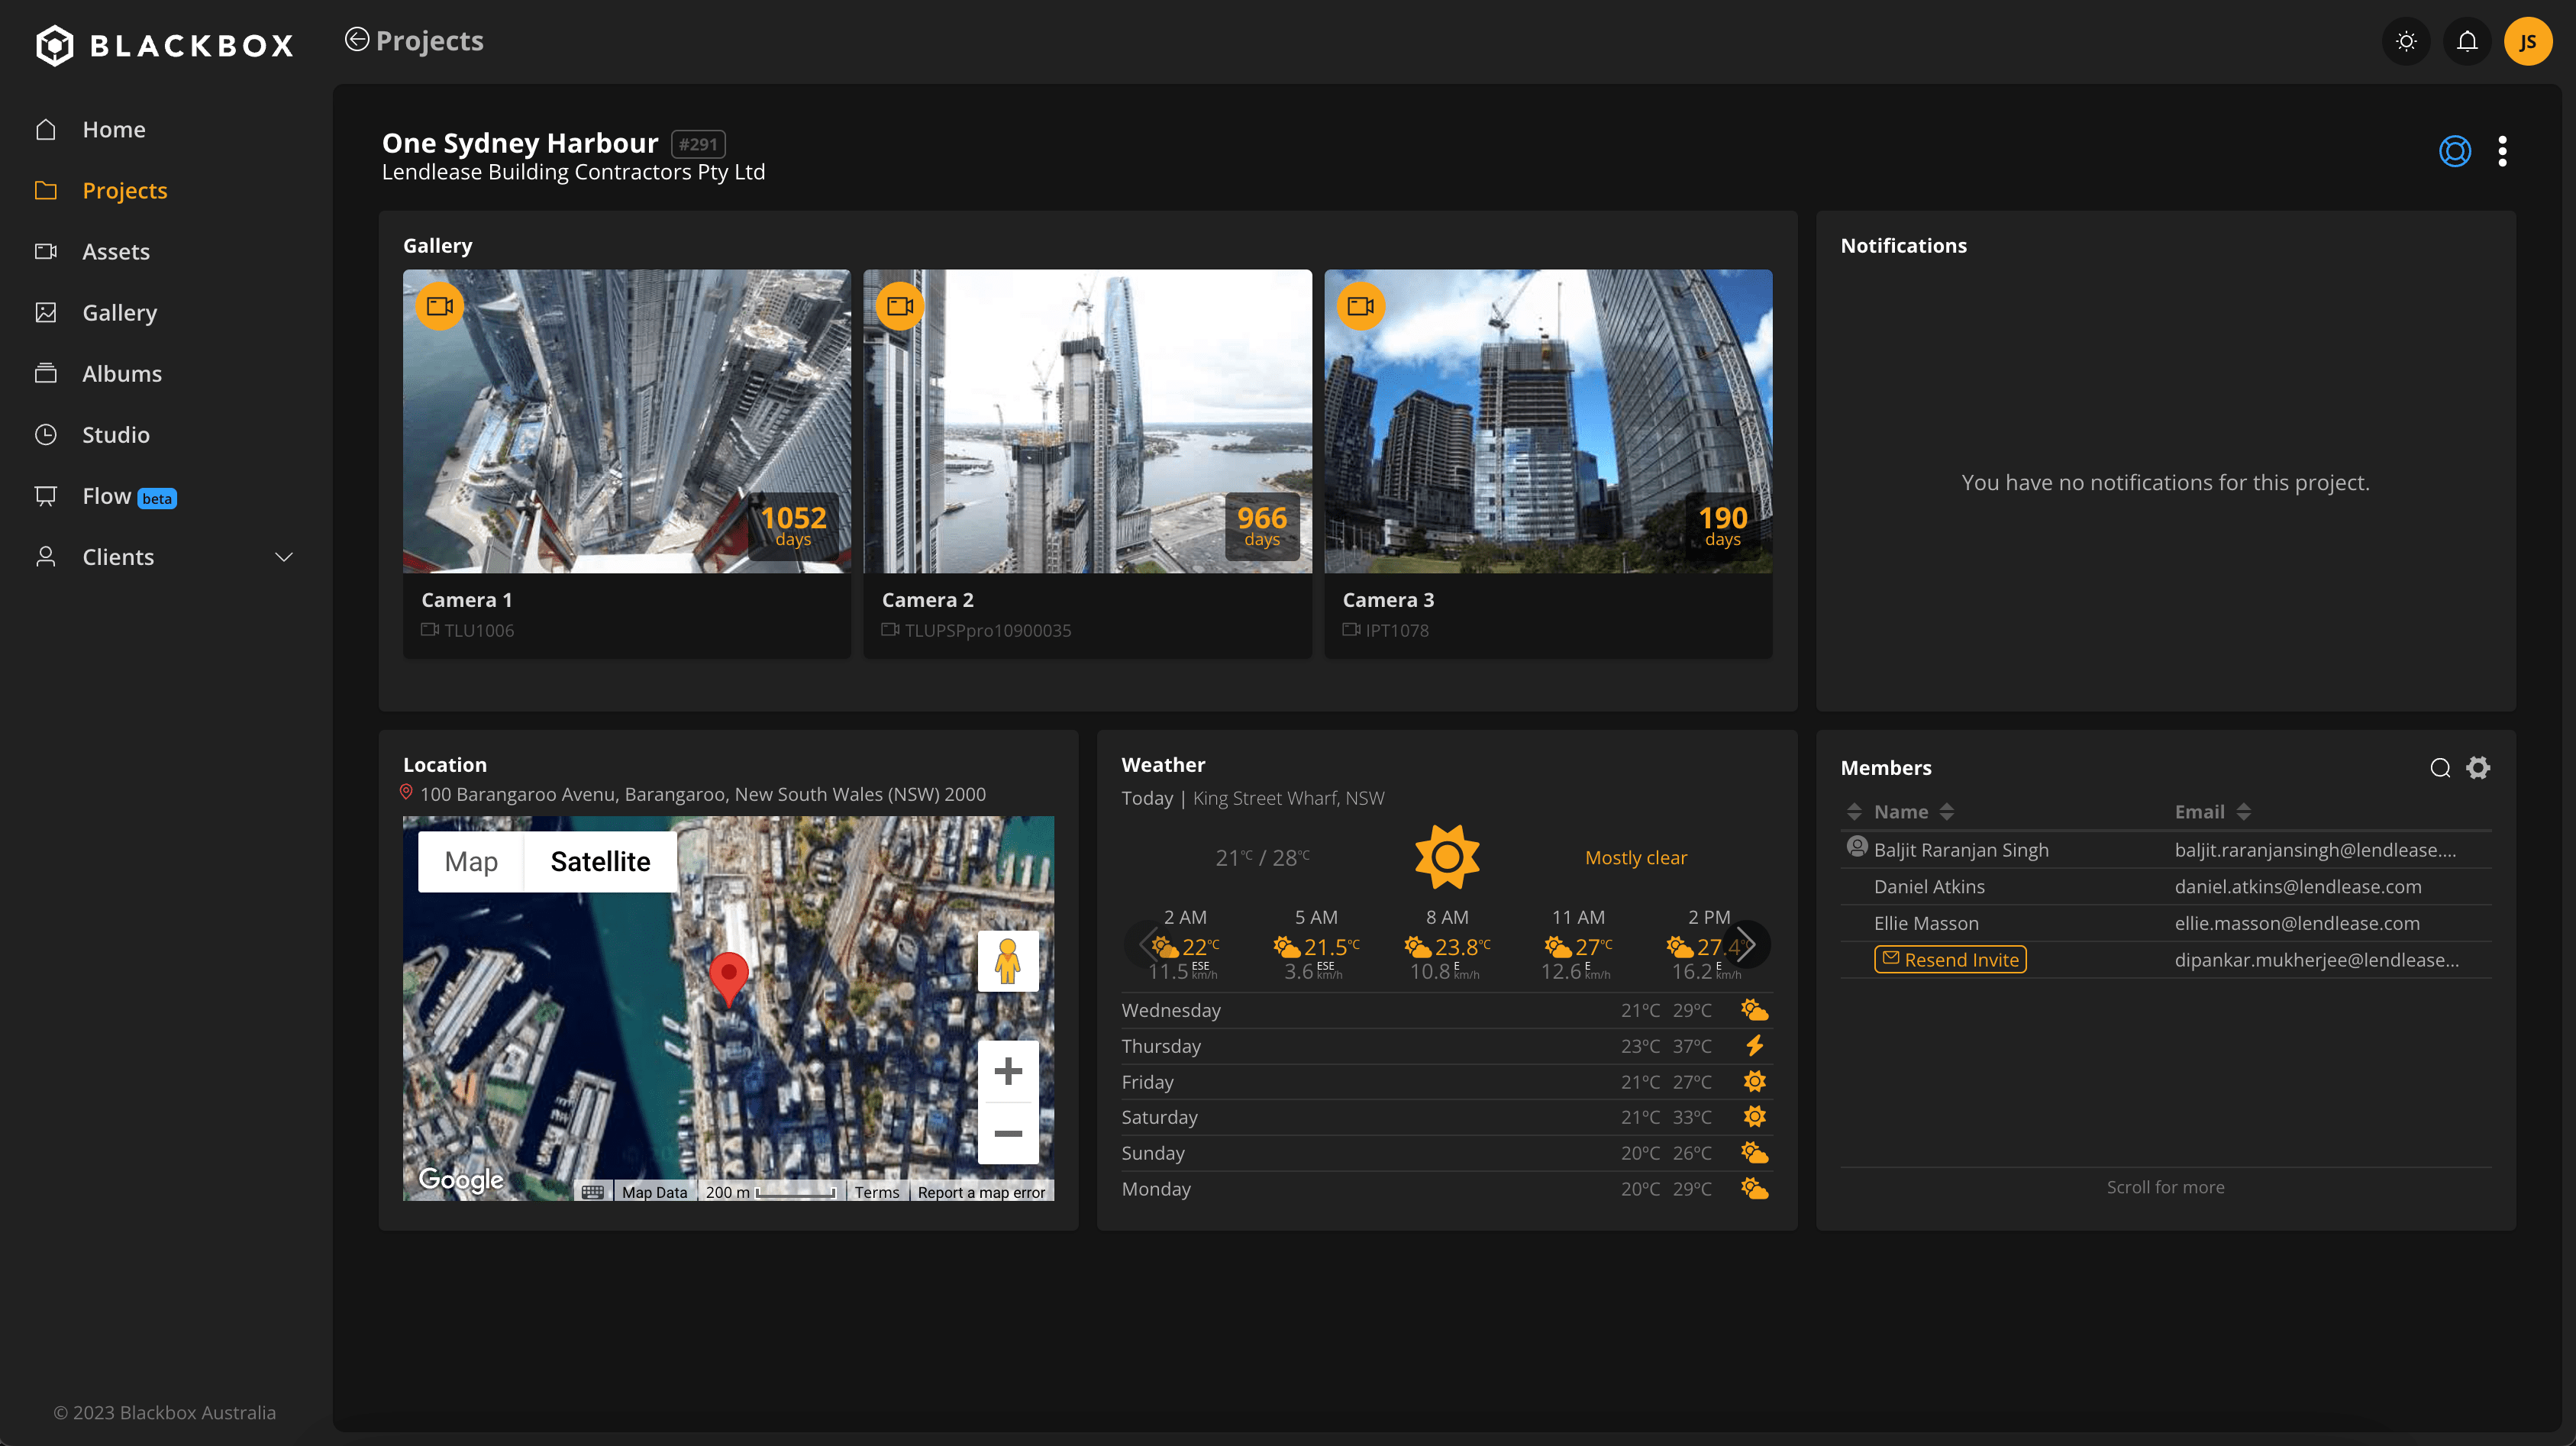 BLACKBOX
Projects
JS
Home
Projects
Assets
Gallery
Albums
Studio
Flow beta
Clients
© 2023 Blackbox Australia
One Sydney Harbour #291
Lendlease Building Contractors Pty Ltd
Gallery
1052
days
Camera 1
TLU1006
966
days
Camera 2
TLUPSPpro10900035
190
days
Camera 3
IPT1078
Notifications
You have no notifications for this project.
Location
100 Barangaroo Avenu, Barangaroo, New South Wales (NSW) 2000
Map Satellite
Google
Map Data 200 m Terms Report a map error
Weather
Today | King Street Wharf, NSW
21°C / 28°C Mostly clear
2 AM 5 AM 8 AM 11 AM 2 PM
22°C 21.5°C 23.8°C 27°C 27.4°C
11.5 ESE km/h 3.6 ESE km/h 10.8 E km/h 12.6 E km/h 16.2 E km/h
Wednesday 21°C 29°C
Thursday 23°C 37°C
Friday 21°C 27°C
Saturday 21°C 33°C
Sunday 20°C 26°C
Monday 20°C 29°C
Members
Name Email
Baljit Raranjan Singh baljit.raranjansingh@lendlease....
Daniel Atkins daniel.atkins@lendlease.com
Ellie Masson ellie.masson@lendlease.com
Resend Invite dipankar.mukherjee@lendlease...
Scroll for more